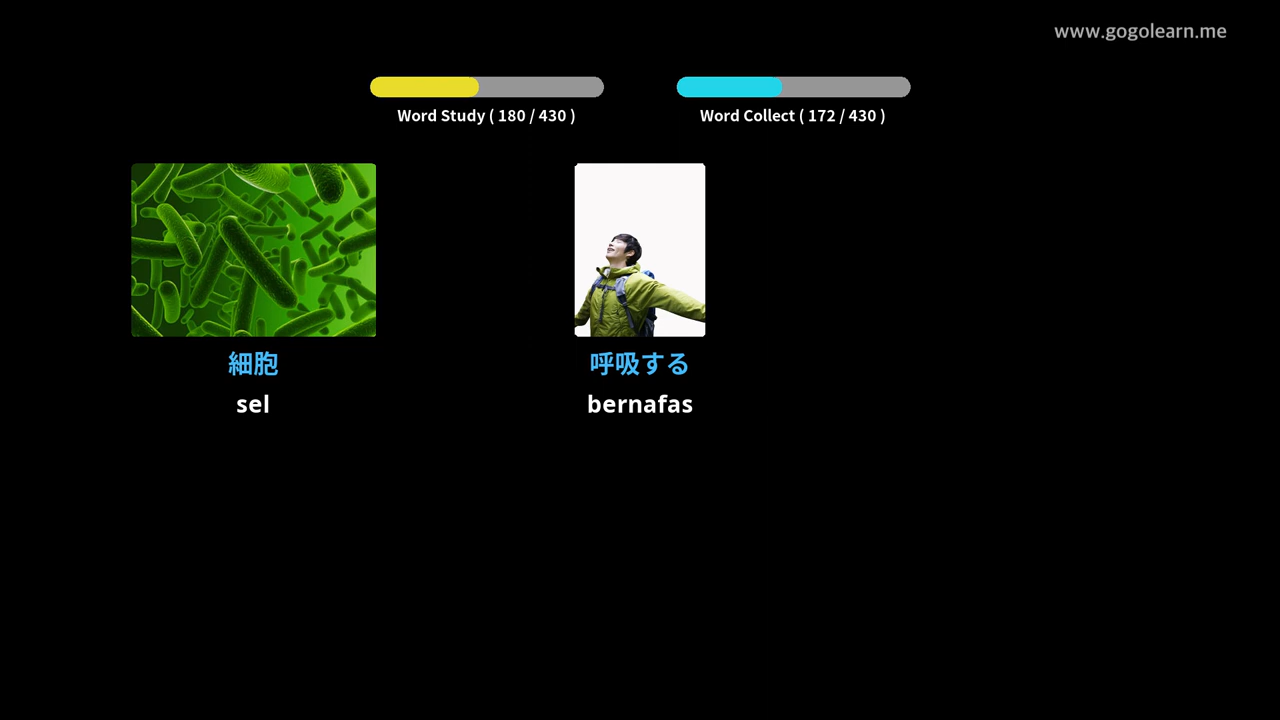 www.gogolearn.me
Word Study ( 180 / 430 )
Word Collect ( 172 / 430 )
細胞
sel
呼吸する
bernafas